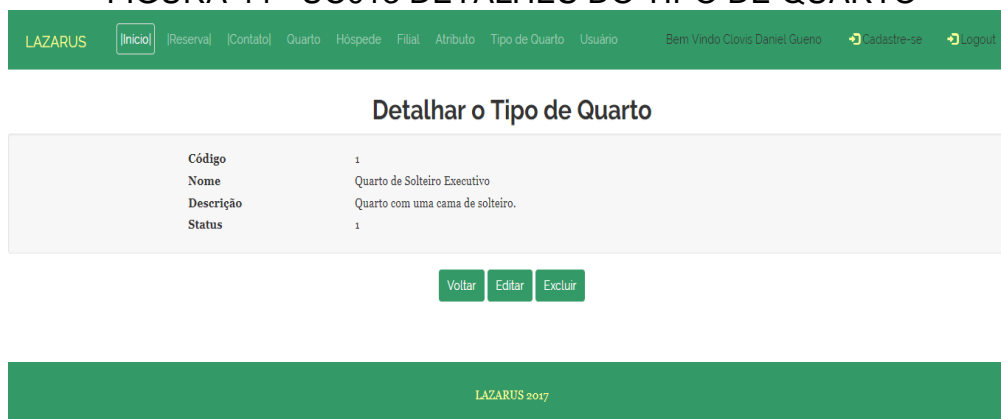 LAZARUS |Início| |Reserva| |Contato| Quarto Hóspede Filial Atributo Tipo de Quarto Usuário Bem Vindo Clovis Daniel Gueno Cadastre-se Logout
Detalhar o Tipo de Quarto
Código 1
Nome Quarto de Solteiro Executivo
Descrição Quarto com uma cama de solteiro.
Status 1
Voltar Editar Excluir
LAZARUS 2017